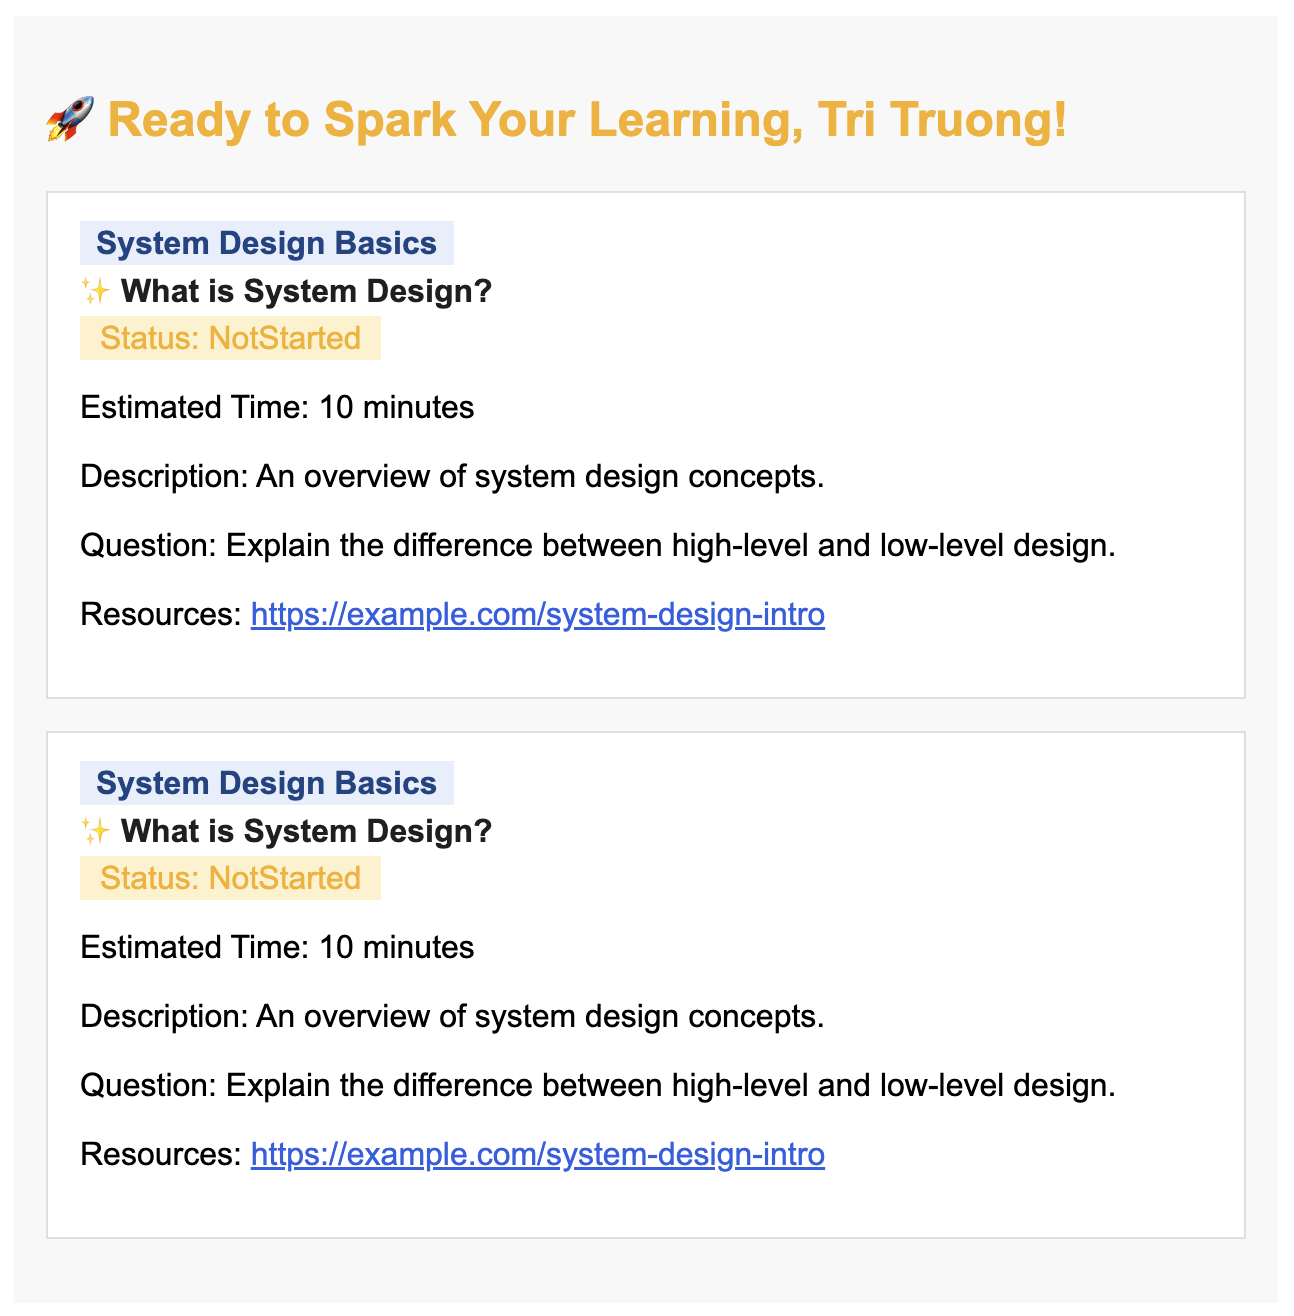 🚀 Ready to Spark Your Learning, Tri Truong!
System Design Basics
✨ What is System Design?
Status: NotStarted
Estimated Time: 10 minutes
Description: An overview of system design concepts.
Question: Explain the difference between high-level and low-level design.
Resources: https://example.com/system-design-intro
System Design Basics
✨ What is System Design?
Status: NotStarted
Estimated Time: 10 minutes
Description: An overview of system design concepts.
Question: Explain the difference between high-level and low-level design.
Resources: https://example.com/system-design-intro